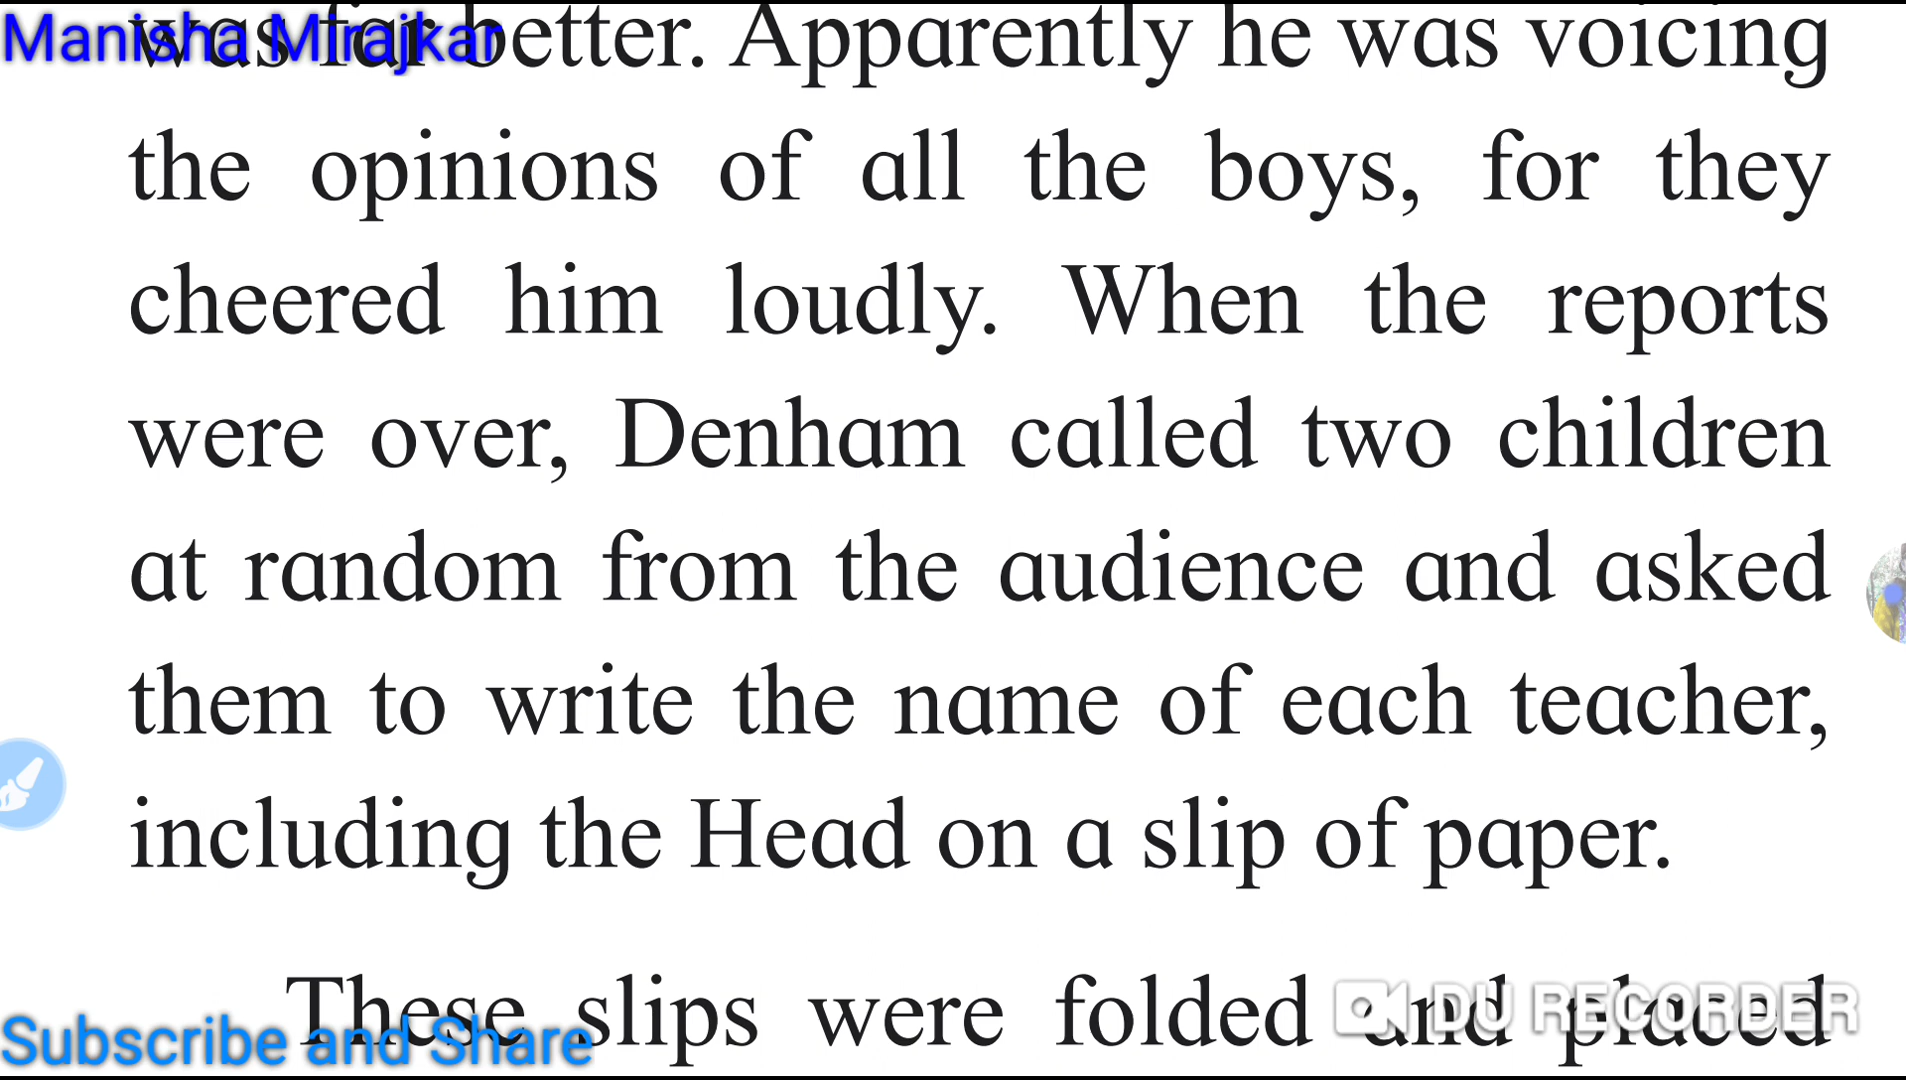 Manisha Mirajkar
was far better. Apparently he was voicing
the opinions of all the boys, for they
cheered him loudly. When the reports
were over, Denham called two children
at random from the audience and asked
them to write the name of each teacher,
including the Head on a slip of paper.
These slips were folded and placed
DU RECORDER
Subscribe and Share